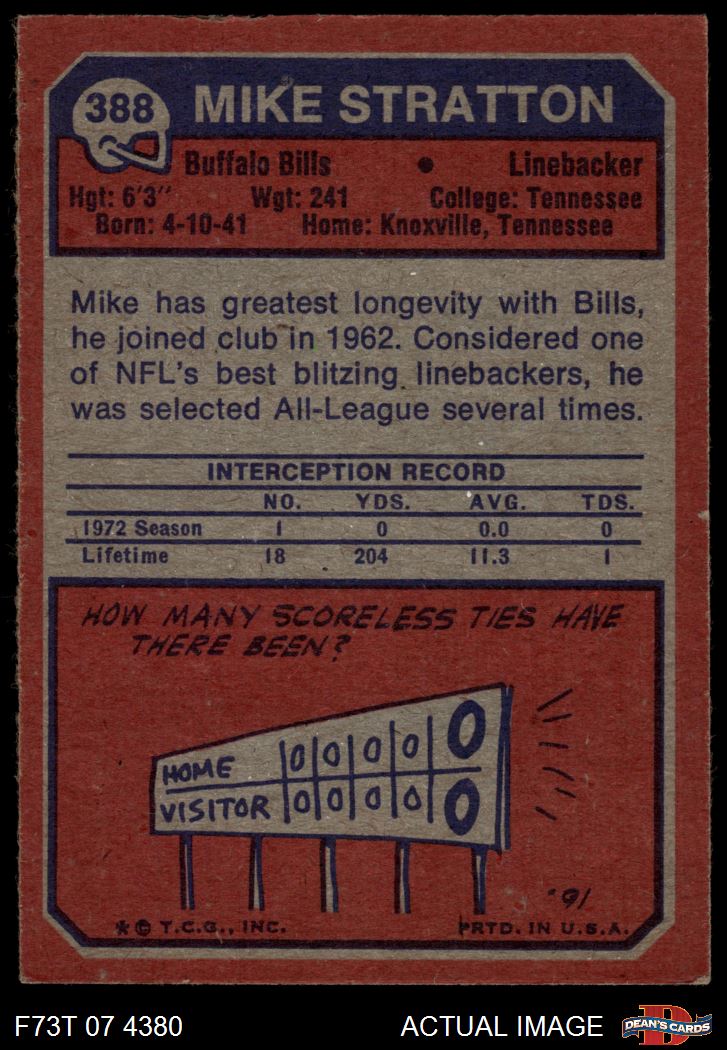 388 MIKE STRATTON
Buffalo Bills • Linebacker
Hgt: 6'3" Wgt: 241 College: Tennessee
Born: 4-10-41 Home: Knoxville, Tennessee
Mike has greatest longevity with Bills,
he joined club in 1962. Considered one
of NFL's best blitzing linebackers, he
was selected All-League several times.
INTERCEPTION RECORD
NO. YDS. AVG. TDS.
1972 Season 1 0 0.0 0
Lifetime 18 204 11.3 1
HOW MANY SCORELESS TIES HAVE
THERE BEEN?
HOME 0 0 0 0 0
VISITOR 0 0 0 0 0
91
* © T.C.G., INC. PRTD. IN U.S.A.
F73T 07 4380 ACTUAL IMAGE DEAN'S CARDS